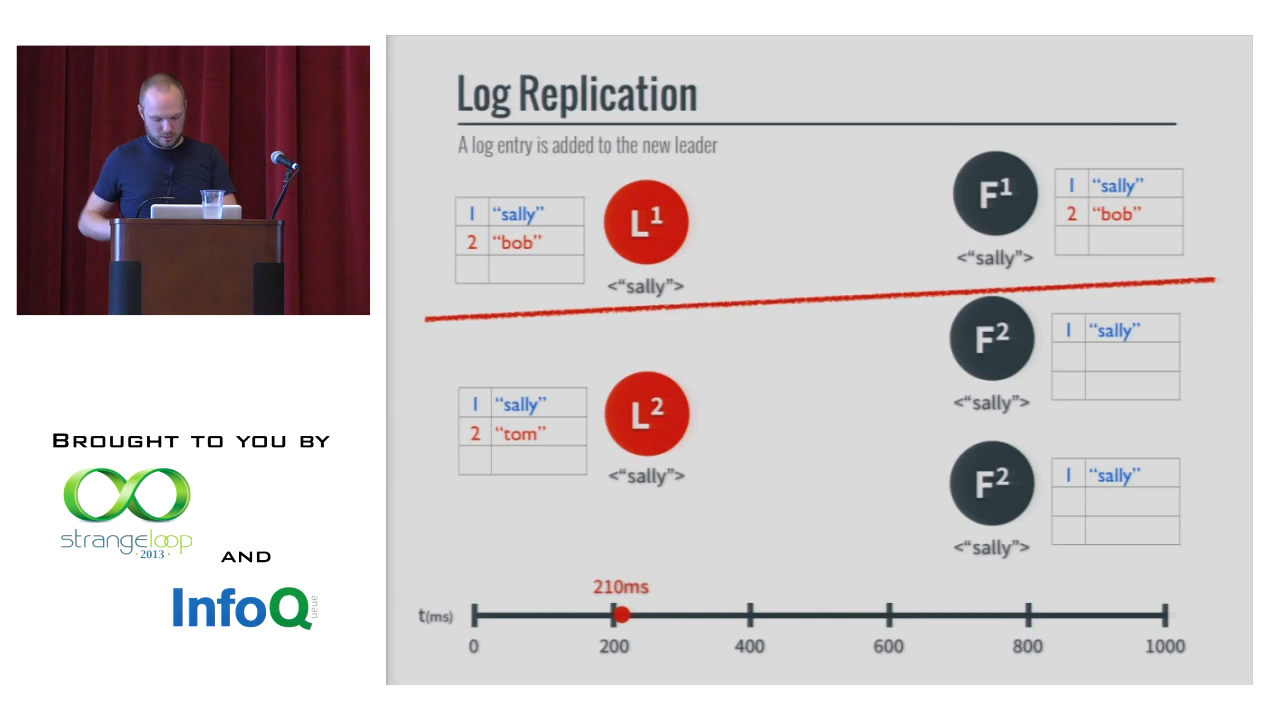 Log Replication
A log entry is added to the new leader
1 “sally”
2 “bob”
L1
<“sally”>
F1
1 “sally”
2 “bob”
<“sally”>
1 “sally”
2 “tom”
L2
<“sally”>
F2
1 “sally”
<“sally”>
F2
1 “sally”
<“sally”>
210ms
t(ms)
0 200 400 600 800 1000
BROUGHT TO YOU BY
strangeloop
·2013·
AND
InfoQ